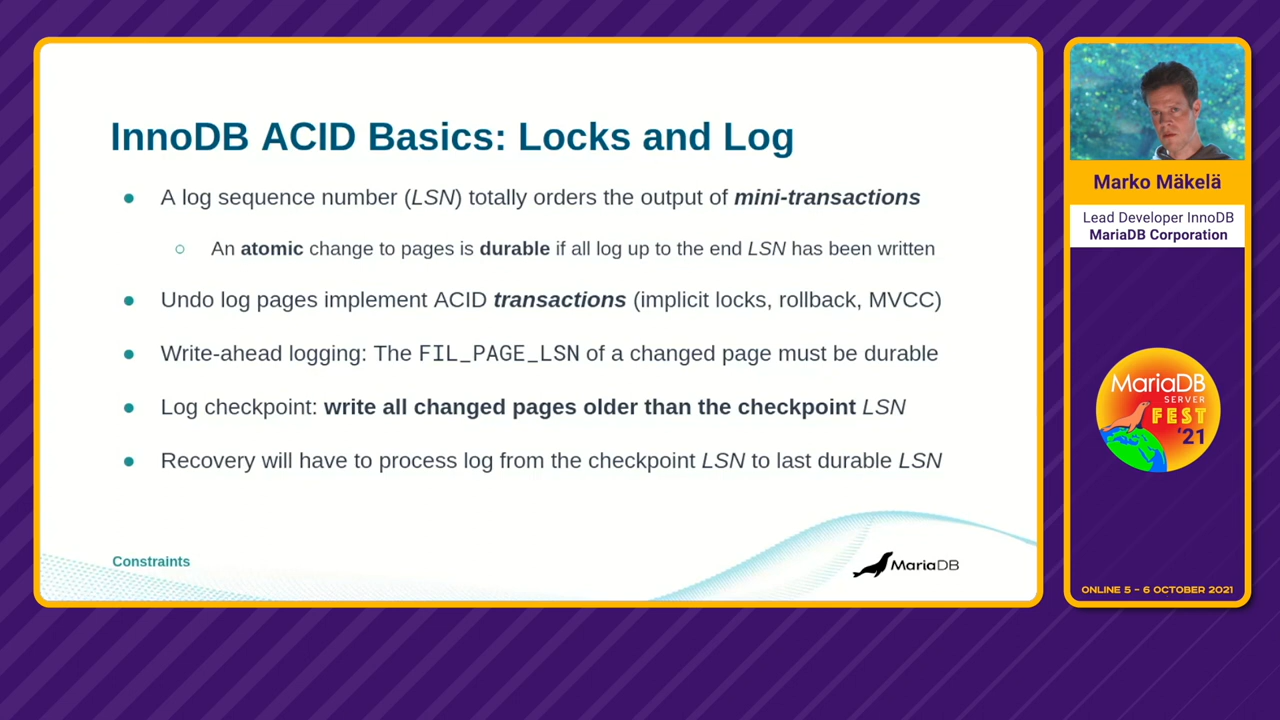 InnoDB ACID Basics: Locks and Log
● A log sequence number (LSN) totally orders the output of mini-transactions
○ An atomic change to pages is durable if all log up to the end LSN has been written
● Undo log pages implement ACID transactions (implicit locks, rollback, MVCC)
● Write-ahead logging: The FIL_PAGE_LSN of a changed page must be durable
● Log checkpoint: write all changed pages older than the checkpoint LSN
● Recovery will have to process log from the checkpoint LSN to last durable LSN
Constraints
MariaDB
Marko Mäkelä
Lead Developer InnoDB
MariaDB Corporation
MariaDB
SERVER
FEST
'21
ONLINE 5 - 6 OCTOBER 2021